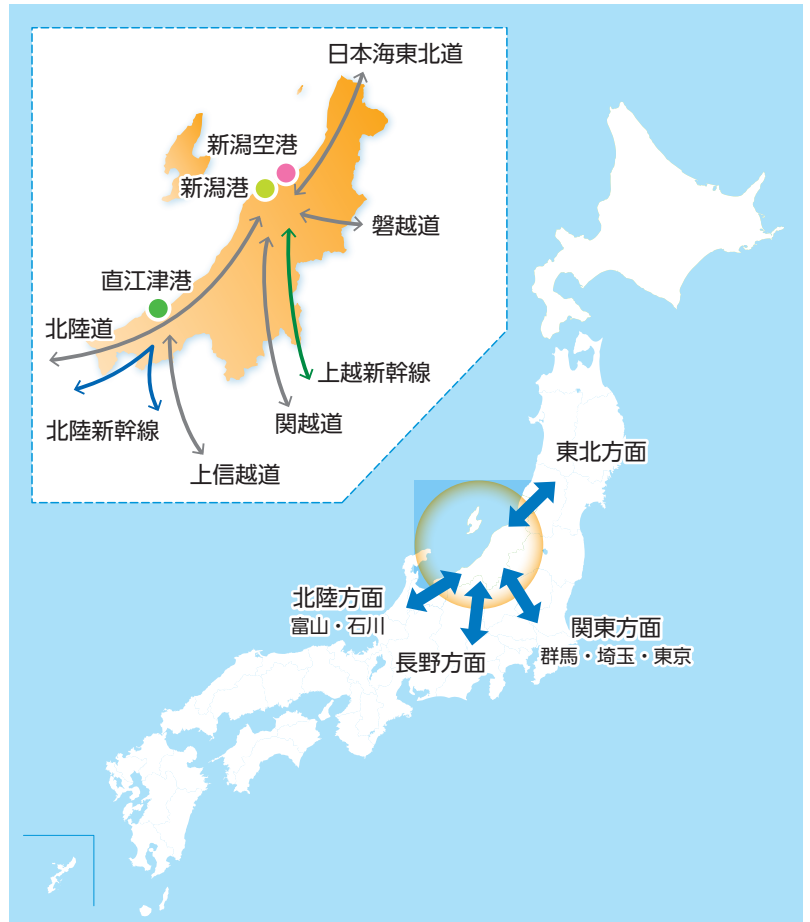 日本海東北道
新潟空港
新潟港
磐越道
直江津港
北陸道
上越新幹線
北陸新幹線
関越道
上信越道
東北方面
北陸方面
富山・石川
関東方面
群馬・埼玉・東京
長野方面